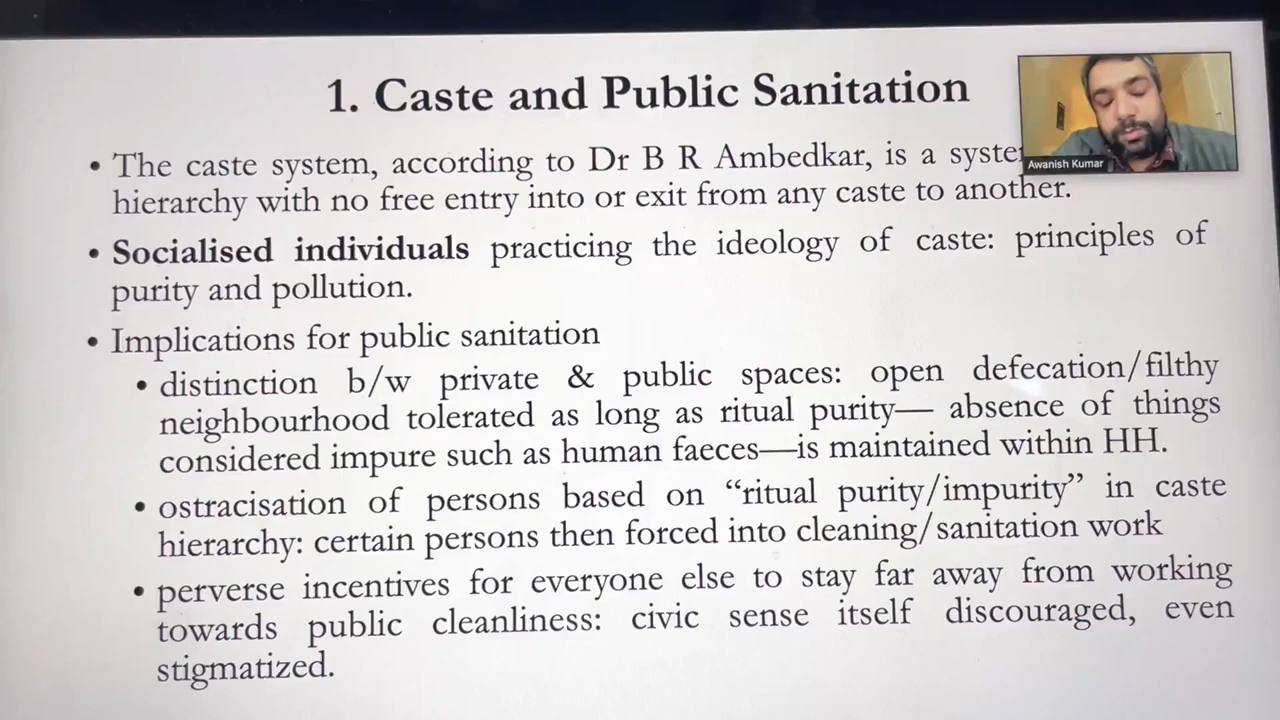 1. Caste and Public Sanitation
Awanish Kumar
• The caste system, according to Dr B R Ambedkar, is a
hierarchy with no free entry into or exit from any caste to another.
• Socialised individuals practicing the ideology of caste: principles of
purity and pollution.
• Implications for public sanitation
• distinction b/w private & public spaces: open defecation/filthy
neighbourhood tolerated as long as ritual purity— absence of things
considered impure such as human faeces—is maintained within HH.
• ostracisation of persons based on “ritual purity/impurity” in caste
hierarchy: certain persons then forced into cleaning/sanitation work
• perverse incentives for everyone else to stay far away from working
towards public cleanliness: civic sense itself discouraged, even
stigmatized.